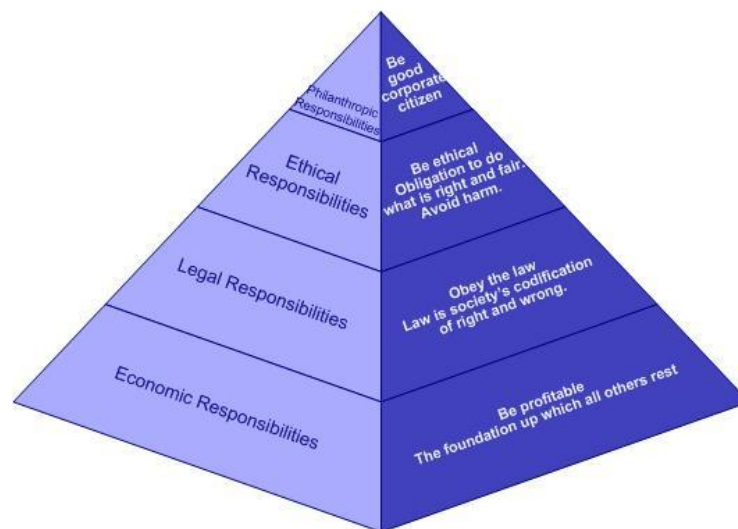 Philanthropic
Responsibilities
Be
good
corporate
citizen
Ethical
Responsibilities
Be ethical
Obligation to do
what is right and fair.
Avoid harm.
Legal Responsibilities
Obey the law
Law is society's codification
of right and wrong.
Economic Responsibilities
Be profitable
The foundation up which all others rest